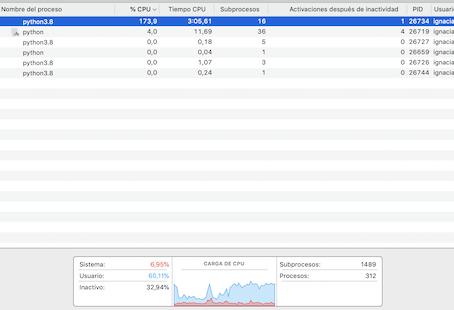 Nombre del proceso % CPU Tiempo CPU Subprocesos Activaciones después de inactividad PID Usuario
python3.8 173,9 3:05,61 16 1 26734 ignacia
python 4,0 11,69 36 4 26719 ignacia
python3.8 0,0 0,18 5 0 26727 ignacia
python 0,0 0,04 1 0 26659 ignacia
python3.8 0,0 1,07 3 0 26726 ignacia
python3.8 0,0 0,24 1 0 26744 ignacia
Sistema: 6,95% CARGA DE CPU Subprocesos: 1489
Usuario: 60,11% Procesos: 312
Inactivo: 32,94%